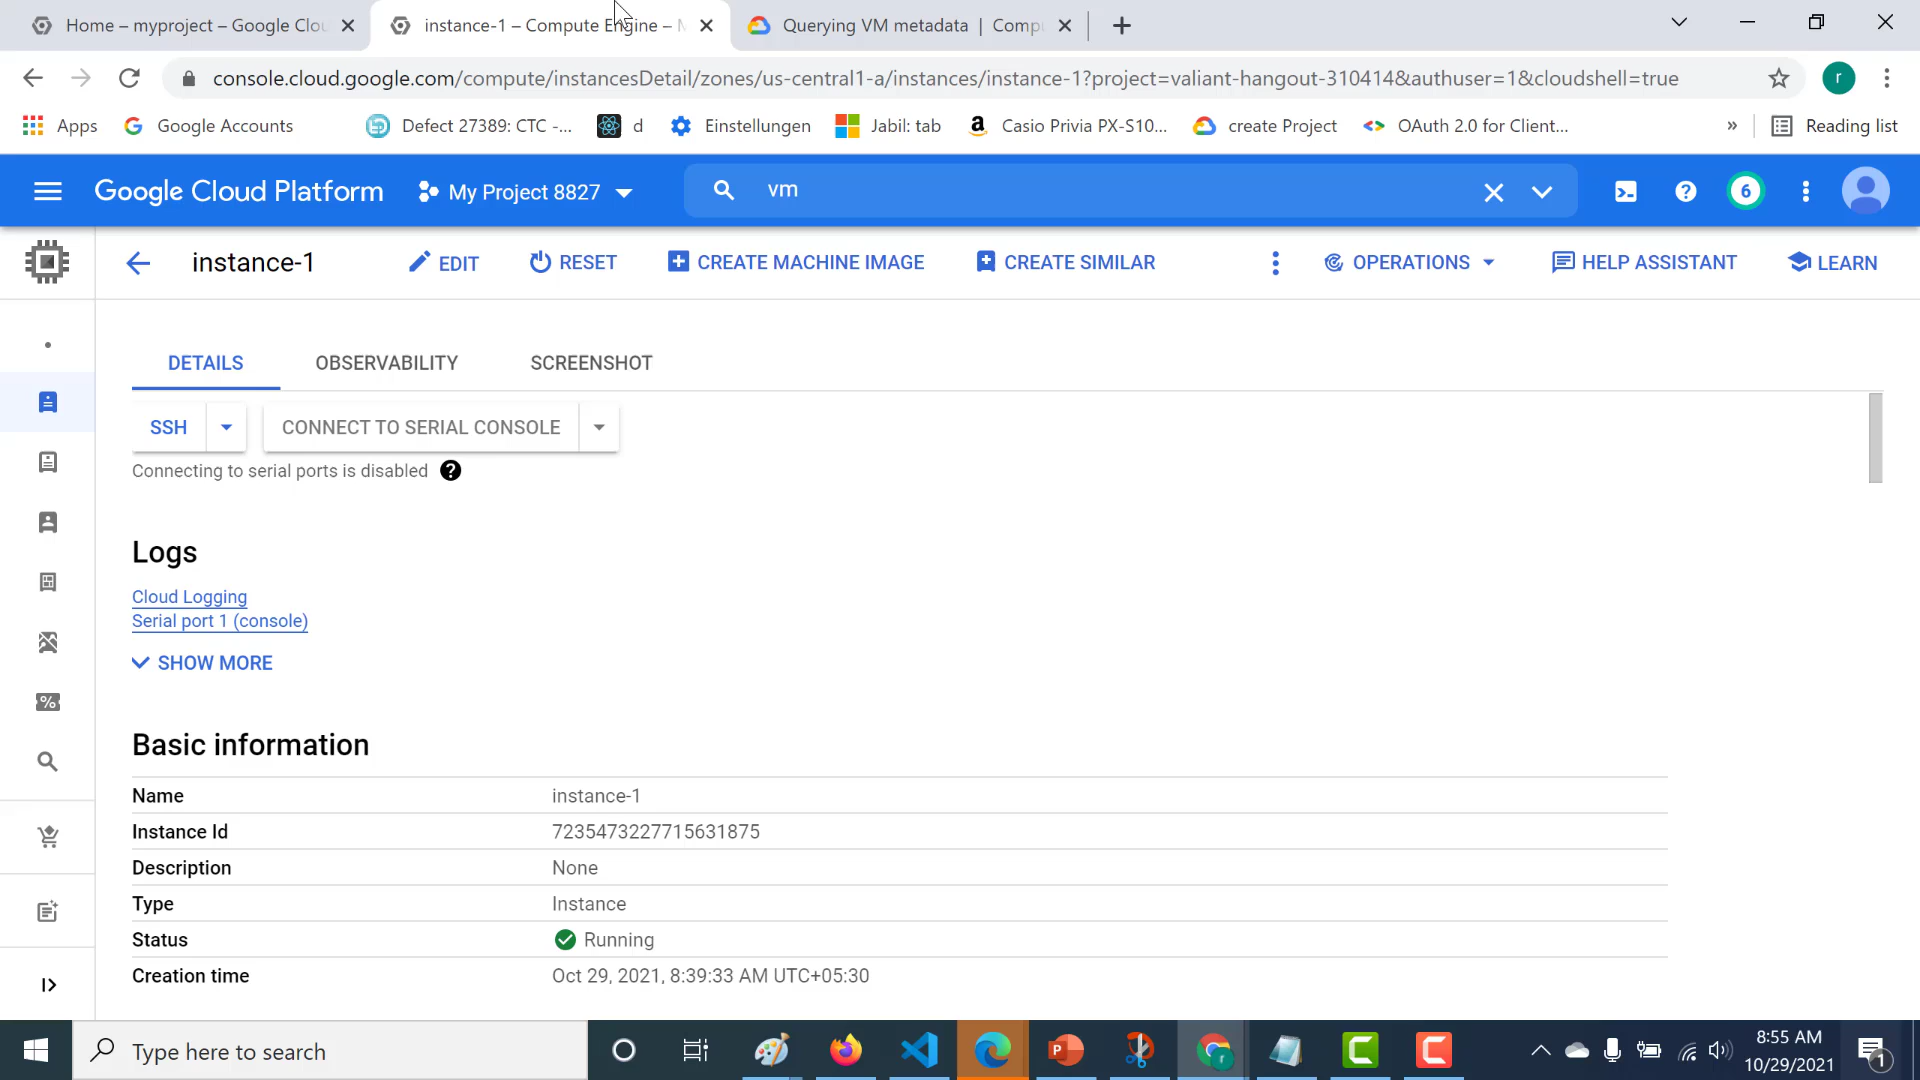 Home – myproject – Google Clou
instance-1 – Compute Engine – M
Querying VM metadata | Compu
console.cloud.google.com/compute/instancesDetail/zones/us-central1-a/instances/instance-1?project=valiant-hangout-310414&authuser=1&cloudshell=true
r
Apps
Google Accounts
Defect 27389: CTC -...
d
Einstellungen
Jabil: tab
Casio Privia PX-S10...
create Project
OAuth 2.0 for Client...
»
Reading list
Google Cloud Platform
My Project 8827
vm
6
instance-1
EDIT
RESET
CREATE MACHINE IMAGE
CREATE SIMILAR
OPERATIONS
HELP ASSISTANT
LEARN
DETAILS
OBSERVABILITY
SCREENSHOT
SSH
CONNECT TO SERIAL CONSOLE
Connecting to serial ports is disabled
Logs
Cloud Logging
Serial port 1 (console)
SHOW MORE
Basic information
Name instance-1
Instance Id 7235473227715631875
Description None
Type Instance
Status Running
Creation time Oct 29, 2021, 8:39:33 AM UTC+05:30
Type here to search
8:55 AM
10/29/2021
1